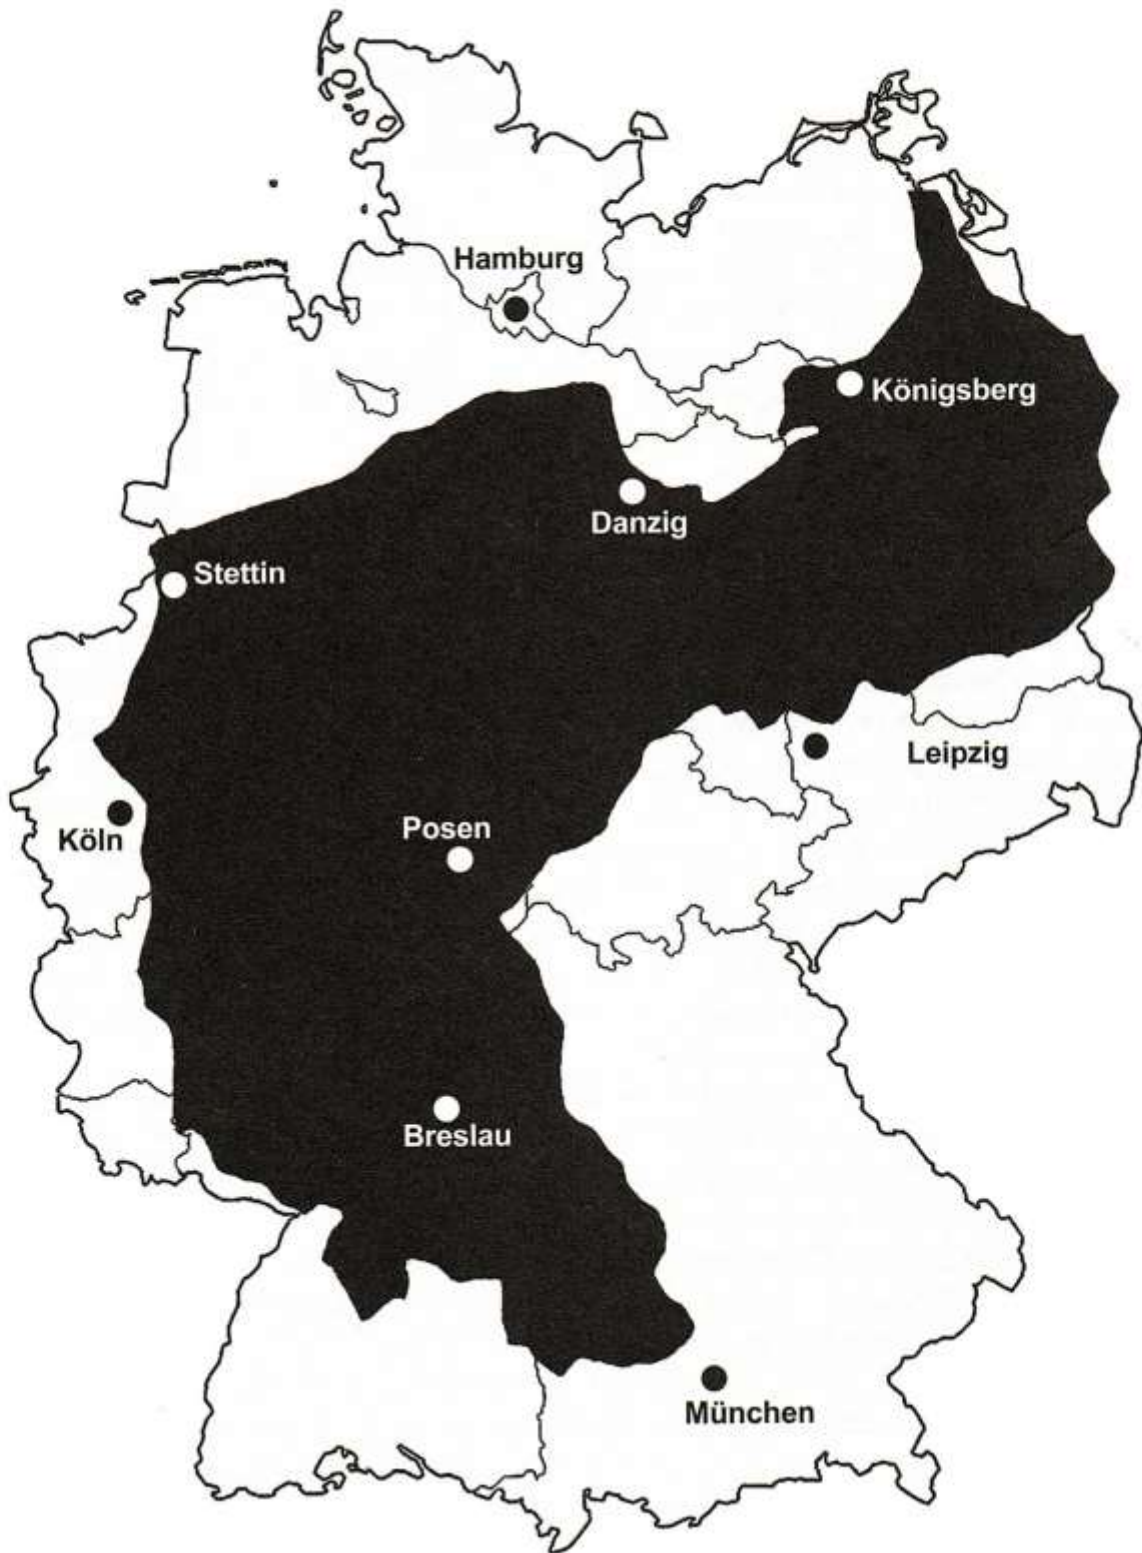 Hamburg
Königsberg
Danzig
Stettin
Leipzig
Posen
Köln
Breslau
München